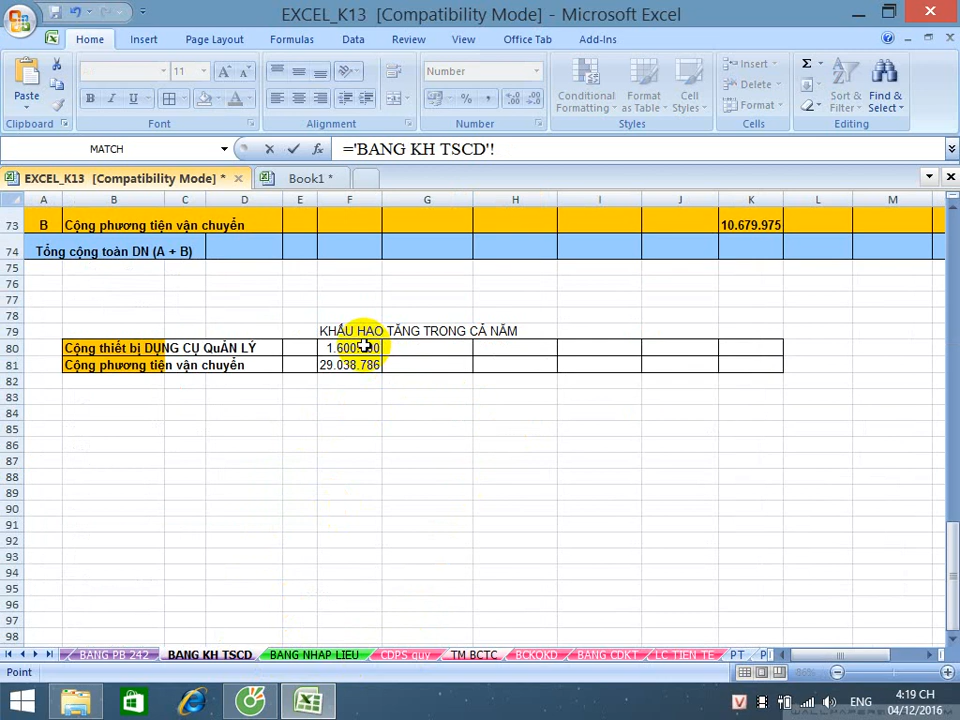 EXCEL_K13 [Compatibility Mode] - Microsoft Excel
Home Insert Page Layout Formulas Data Review View Office Tab Add-Ins
Paste 11 Number Conditional Formatting Format as Table Cell Styles Insert Delete Format Sort & Filter Find & Select
Clipboard Font Alignment Number Styles Cells Editing
MATCH ='BANG KH TSCD'!
EXCEL_K13 [Compatibility Mode] * Book1 *
A B C D E F G H I J K L M
73 B Cộng phương tiện vận chuyển 10.679.975
74 Tổng cộng toàn DN (A + B)
75
76
77
78
79 KHẤU HAO TĂNG TRONG CẢ NĂM
80 Cộng thiết bị DỤNG CỤ QuẢN LÝ
81 Cộng phương tiện vận chuyển 29.038.786
82
83
84
85
86
87
88
89
90
91
92
93
94
95
96
97
98
BANG PB 242 BANG KH TSCD BANG NHAP LIEU CDPS quy TM BCTC BCKQKD BANG CDKT LC TIEN TE PT
Point 86%
ENG 4:19 CH
04/12/2016